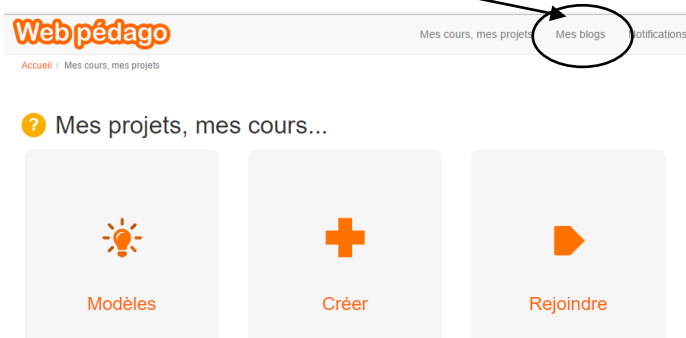 Web pédago
Mes cours, mes projets Mes blogs Notifications
Accueil / Mes cours, mes projets
? Mes projets, mes cours...
Modèles Créer Rejoindre